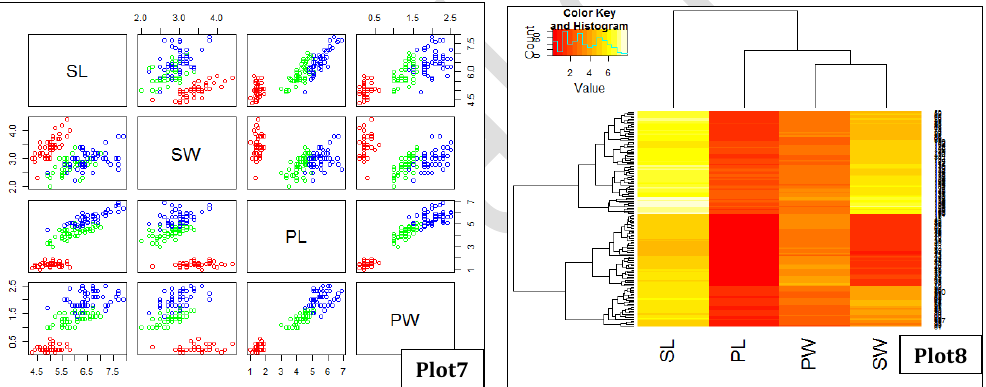 2.0 3.0 4.0
0.5 1.5 2.5
SL
4.5 6.0 7.5
2.0 3.0 4.0
SW
PL
1 3 5 7
0.5 1.5 2.5
PW
4.5 5.5 6.5 7.5
1 2 3 4 5 6 7
Plot7
Color Key
and Histogram
Count
0 50
2 4 6
Value
SL PL PW SW
Plot8